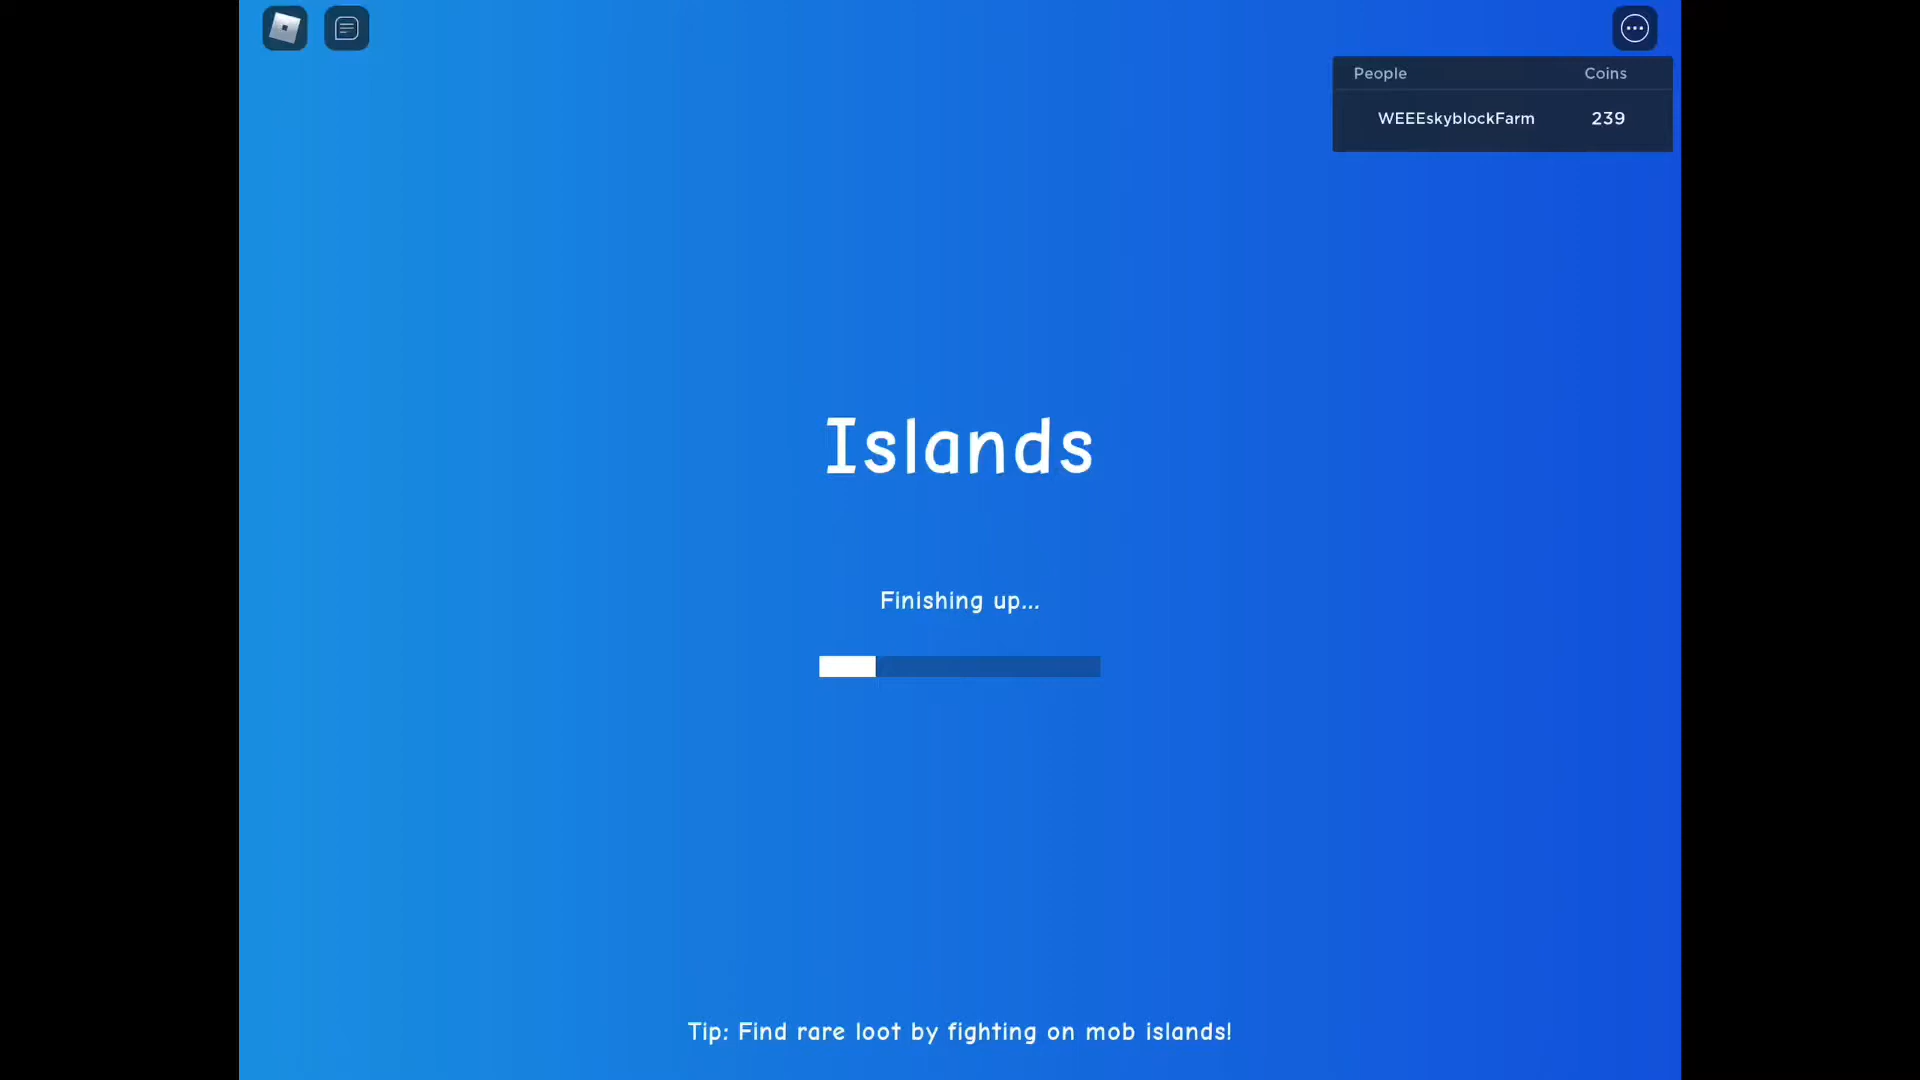 People Coins
WEEEskyblockFarm 239
Islands
Finishing up...
Tip: Find rare loot by fighting on mob islands!